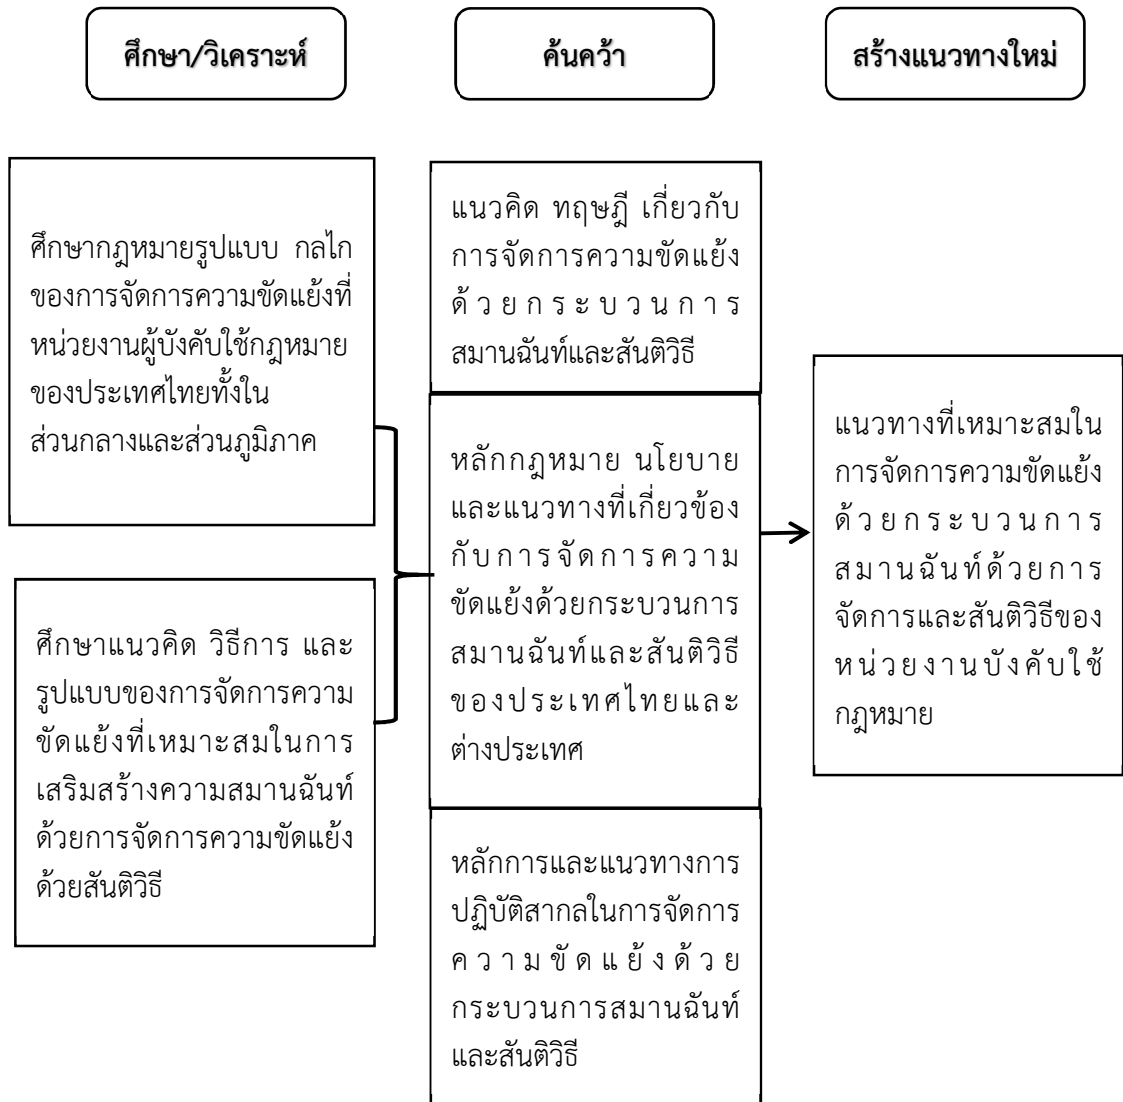 ศึกษา/วิเคราะห์
ค้นคว้า
สร้างแนวทางใหม่
ศึกษากฎหมายรูปแบบ กลไก
ของการจัดการความขัดแย้งที่
หน่วยงานผู้บังคับใช้กฎหมาย
ของประเทศไทยทั้งใน
ส่วนกลางและส่วนภูมิภาค
ศึกษาแนวคิด วิธีการ และ
รูปแบบของการจัดการความ
ขัดแย้งที่เหมาะสมในการ
เสริมสร้างความสมานฉันท์
ด้วยการจัดการความขัดแย้ง
ด้วยสันติวิธี
แนวคิด ทฤษฎี เกี่ยวกับ
การจัดการความขัดแย้ง
ด้วยกระบวนการ
สมานฉันท์และสันติวิธี
หลักกฎหมาย นโยบาย
และแนวทางที่เกี่ยวข้อง
กับการจัดการความ
ขัดแย้งด้วยกระบวนการ
สมานฉันท์และสันติวิธี
ของประเทศไทยและ
ต่างประเทศ
หลักการและแนวทางการ
ปฏิบัติสากลในการจัดการ
ความขัดแย้งด้วย
กระบวนการสมานฉันท์
และสันติวิธี
แนวทางที่เหมาะสมใน
การจัดการความขัดแย้ง
ด้วยกระบวนการ
สมานฉันท์ด้วยการ
จัดการและสันติวิธีของ
หน่วยงานบังคับใช้
กฎหมาย